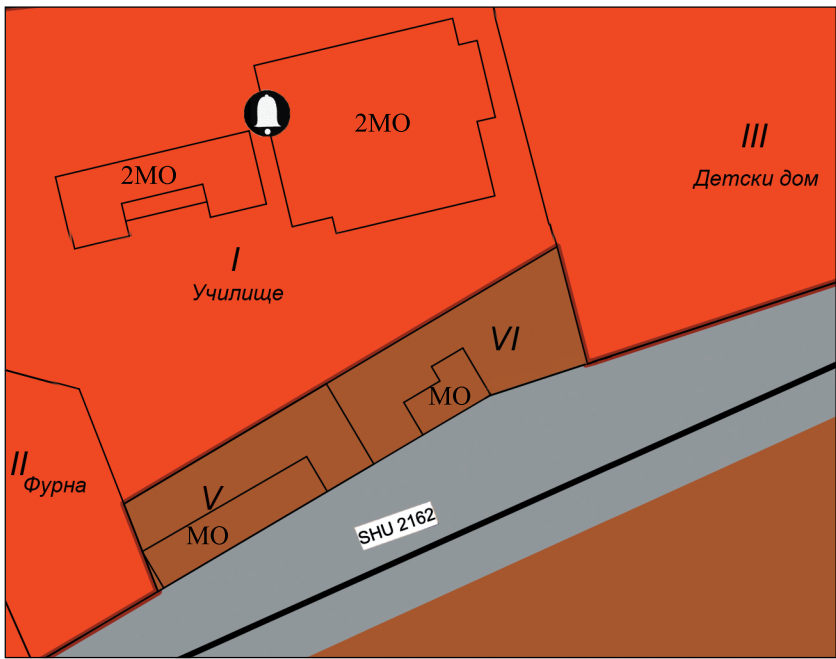 2МО
2МО
III
Детски дом
I
Училище
VI
МО
II
Фурна
V
МО
SHU 2162